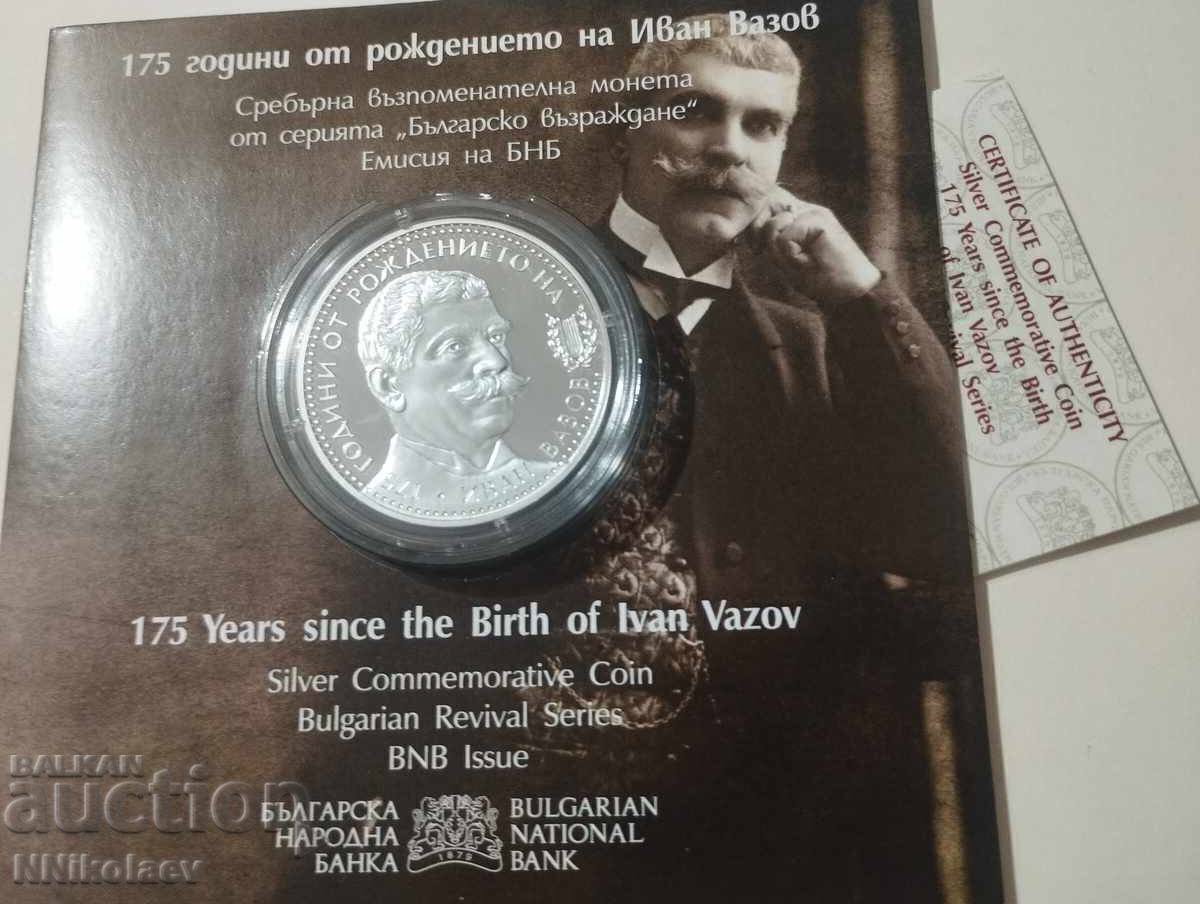 175 години от рождението на Иван Вазов
Сребърна възпоменателна монета
от серията „Българско възраждане“
Емисия на БНБ
ГОДИНИ ОТ РОЖДЕНИЕТО НА
ИВАН ВАЗОВ
CERTIFICATE OF AUTHENTICITY
Silver Commemorative Coin
175 Years since the Birth
of Ivan Vazov
Series
175 Years since the Birth of Ivan Vazov
Silver Commemorative Coin
Bulgarian Revival Series
BNB Issue
БЪЛГАРСКА
НАРОДНА
БАНКА
1879
BULGARIAN
NATIONAL
BANK
BALKAN
auction
NNikolaev